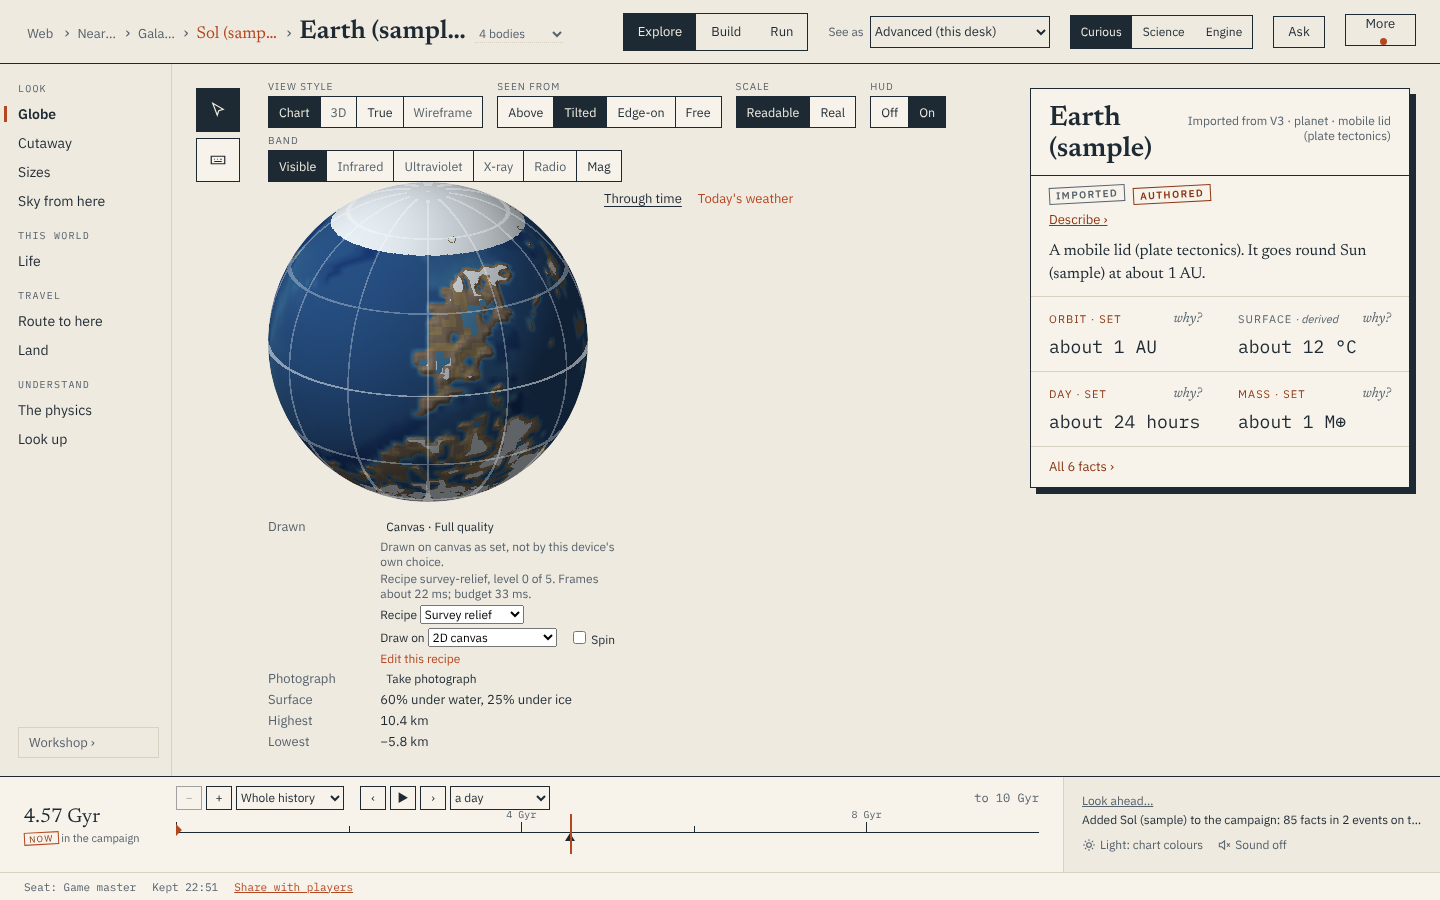 Web › Near... › Gala... › Sol (samp... › Earth (sampl... 4 bodies
Explore Build Run See as Advanced (this desk) Curious Science Engine Ask More
LOOK
Globe
Cutaway
Sizes
Sky from here
THIS WORLD
Life
TRAVEL
Route to here
Land
UNDERSTAND
The physics
Look up
Workshop ›
VIEW STYLE SEEN FROM SCALE HUD
Chart 3D True Wireframe Above Tilted Edge-on Free Readable Real Off On
BAND
Visible Infrared Ultraviolet X-ray Radio Mag
Through time Today's weather
Drawn Canvas · Full quality
Drawn on canvas as set, not by this device's
own choice.
Recipe survey-relief, level 0 of 5. Frames
about 22 ms; budget 33 ms.
Recipe Survey relief
Draw on 2D canvas Spin
Edit this recipe
Photograph Take photograph
Surface 60% under water, 25% under ice
Highest 10.4 km
Lowest −5.8 km
Earth
(sample)
Imported from V3 · planet · mobile lid
(plate tectonics)
IMPORTED AUTHORED
Describe ›
A mobile lid (plate tectonics). It goes round Sun
(sample) at about 1 AU.
ORBIT · SET why? SURFACE · derived why?
about 1 AU about 12 °C
DAY · SET why? MASS · SET why?
about 24 hours about 1 M⊕
All 6 facts ›
4.57 Gyr
NOW in the campaign
− + Whole history ‹ ▶ › a day to 10 Gyr
4 Gyr 8 Gyr
Look ahead...
Added Sol (sample) to the campaign: 85 facts in 2 events on t...
Light: chart colours Sound off
Seat: Game master Kept 22:51 Share with players